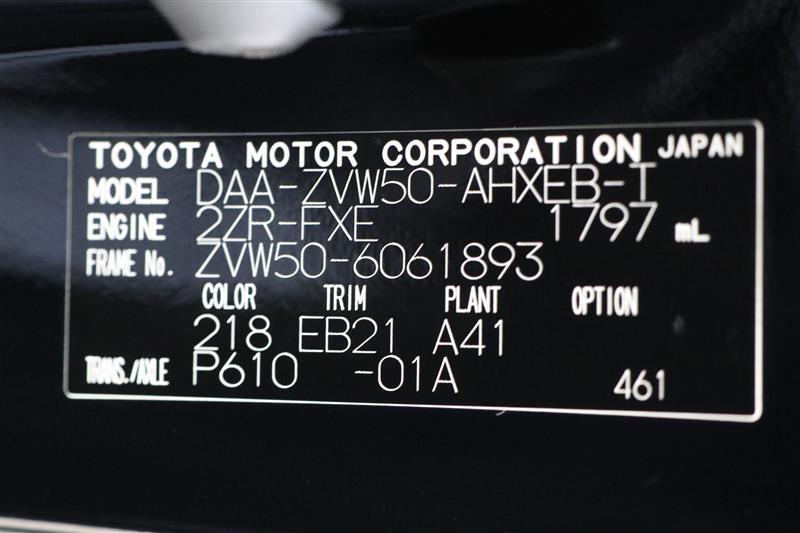 TOYOTA MOTOR CORPORATION JAPAN
MODEL DAA-ZVW50-AHXEB-T
ENGINE 2ZR-FXE 1797 mL
FRAME No. ZVW50-6061893
COLOR TRIM PLANT OPTION
218 EB21 A41
TRANS./AXLE P610 -01A 461